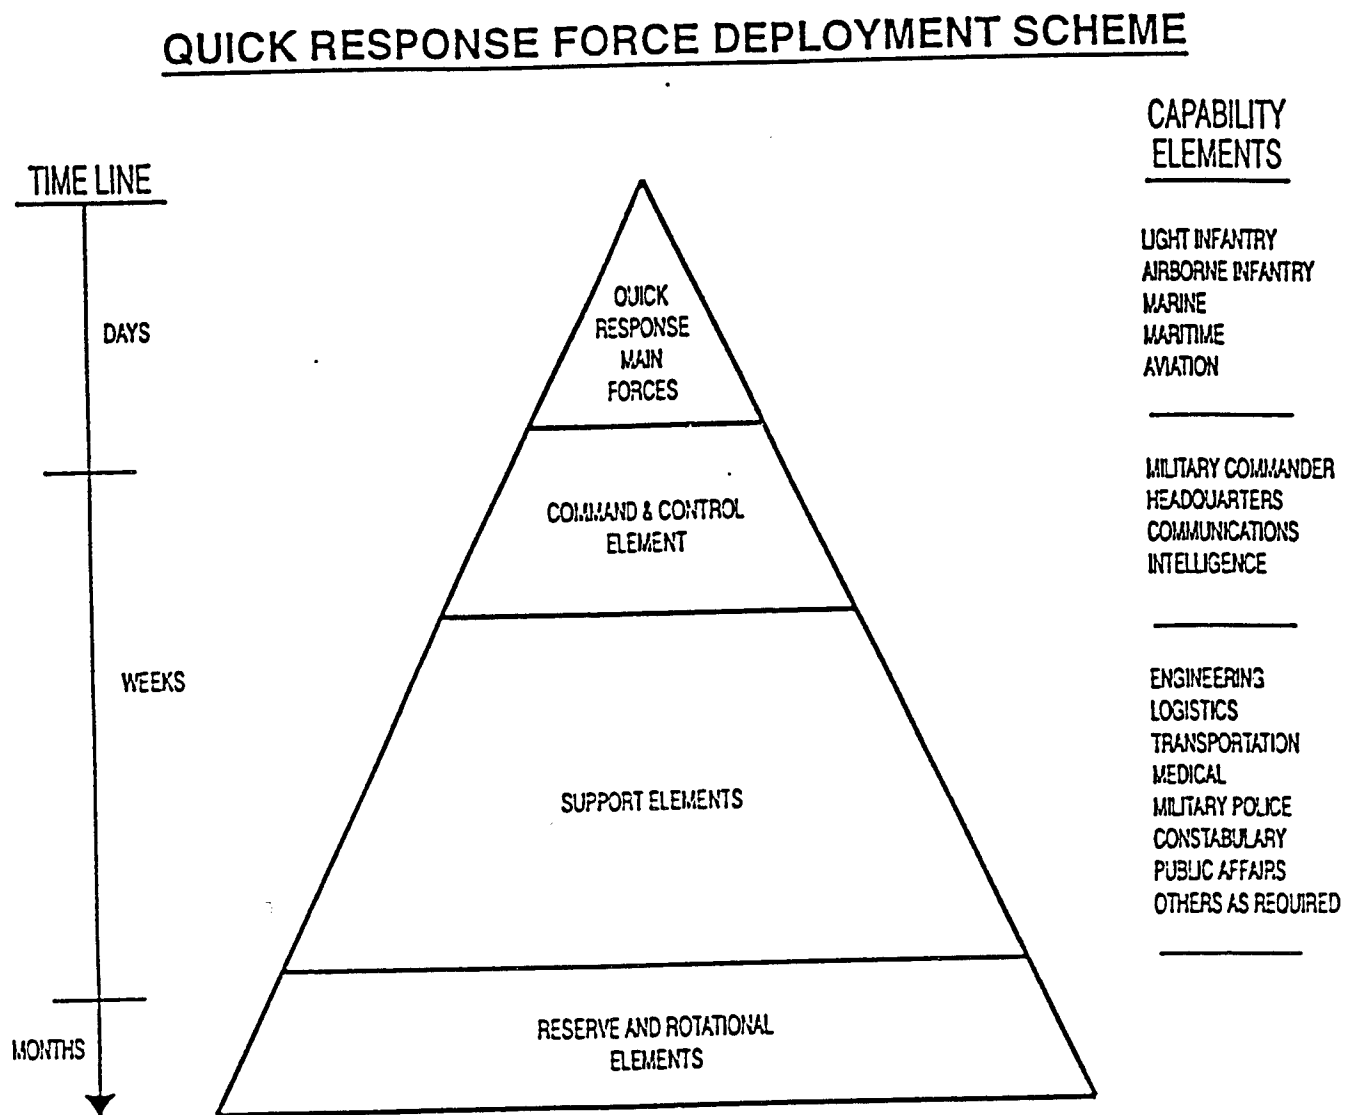 QUICK RESPONSE FORCE DEPLOYMENT SCHEME
TIME LINE
DAYS
WEEKS
MONTHS
QUICK
RESPONSE
MAIN
FORCES
COMMAND & CONTROL
ELEMENT
SUPPORT ELEMENTS
RESERVE AND ROTATIONAL
ELEMENTS
CAPABILITY
ELEMENTS
LIGHT INFANTRY
AIRBORNE INFANTRY
MARINE
MARITIME
AVIATION
MILITARY COMMANDER
HEADQUARTERS
COMMUNICATIONS
INTELLIGENCE
ENGINEERING
LOGISTICS
TRANSPORTATION
MEDICAL
MILITARY POLICE
CONSTABULARY
PUBLIC AFFAIRS
OTHERS AS REQUIRED